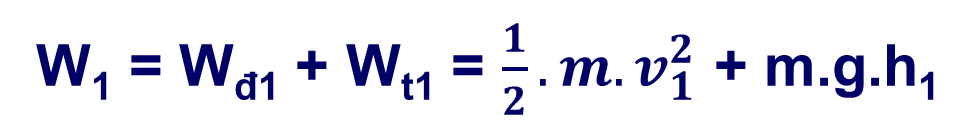 W₁ = Wđ₁ + Wt₁ = 1/2 . m. v₁² + m.g.h₁